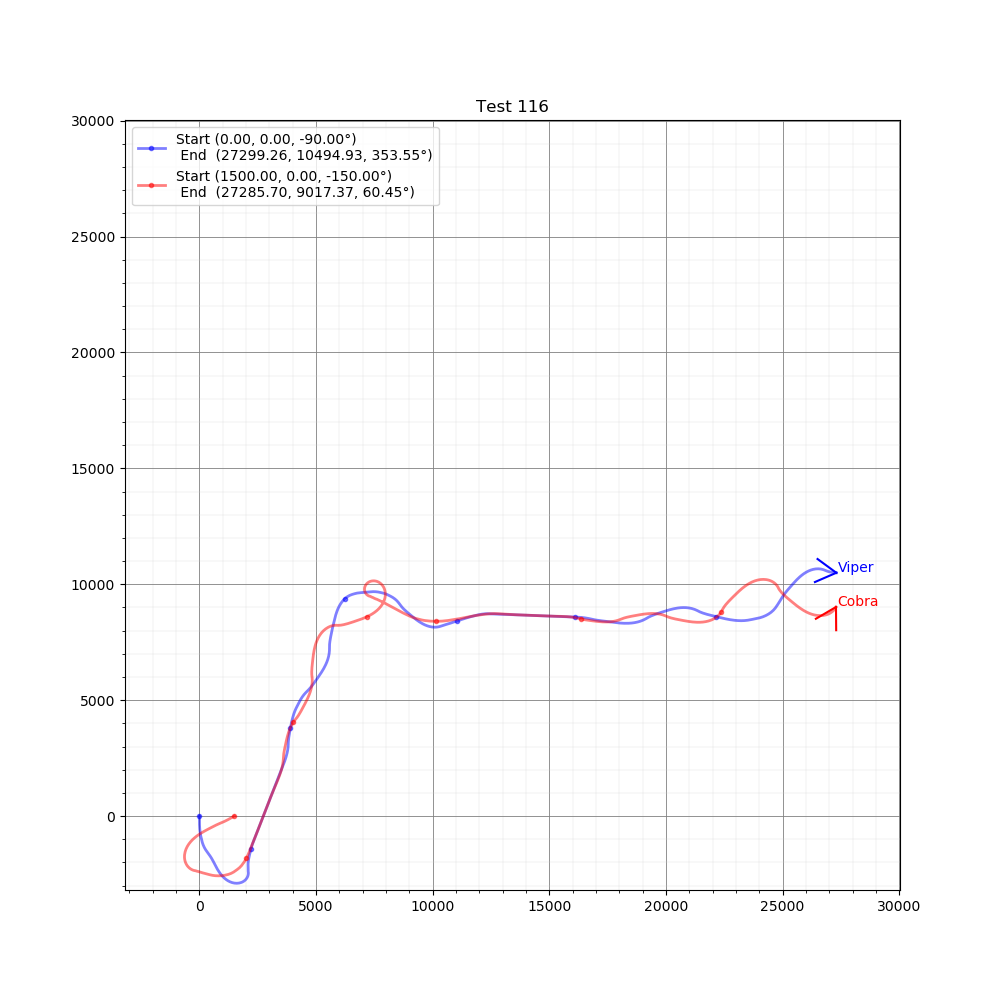 Test 116
Start (0.00, 0.00, -90.00°)
End (27299.26, 10494.93, 353.55°)
Start (1500.00, 0.00, -150.00°)
End (27285.70, 9017.37, 60.45°)
30000
25000
20000
15000
10000
5000
0
Viper
Cobra
0
5000
10000
15000
20000
25000
30000